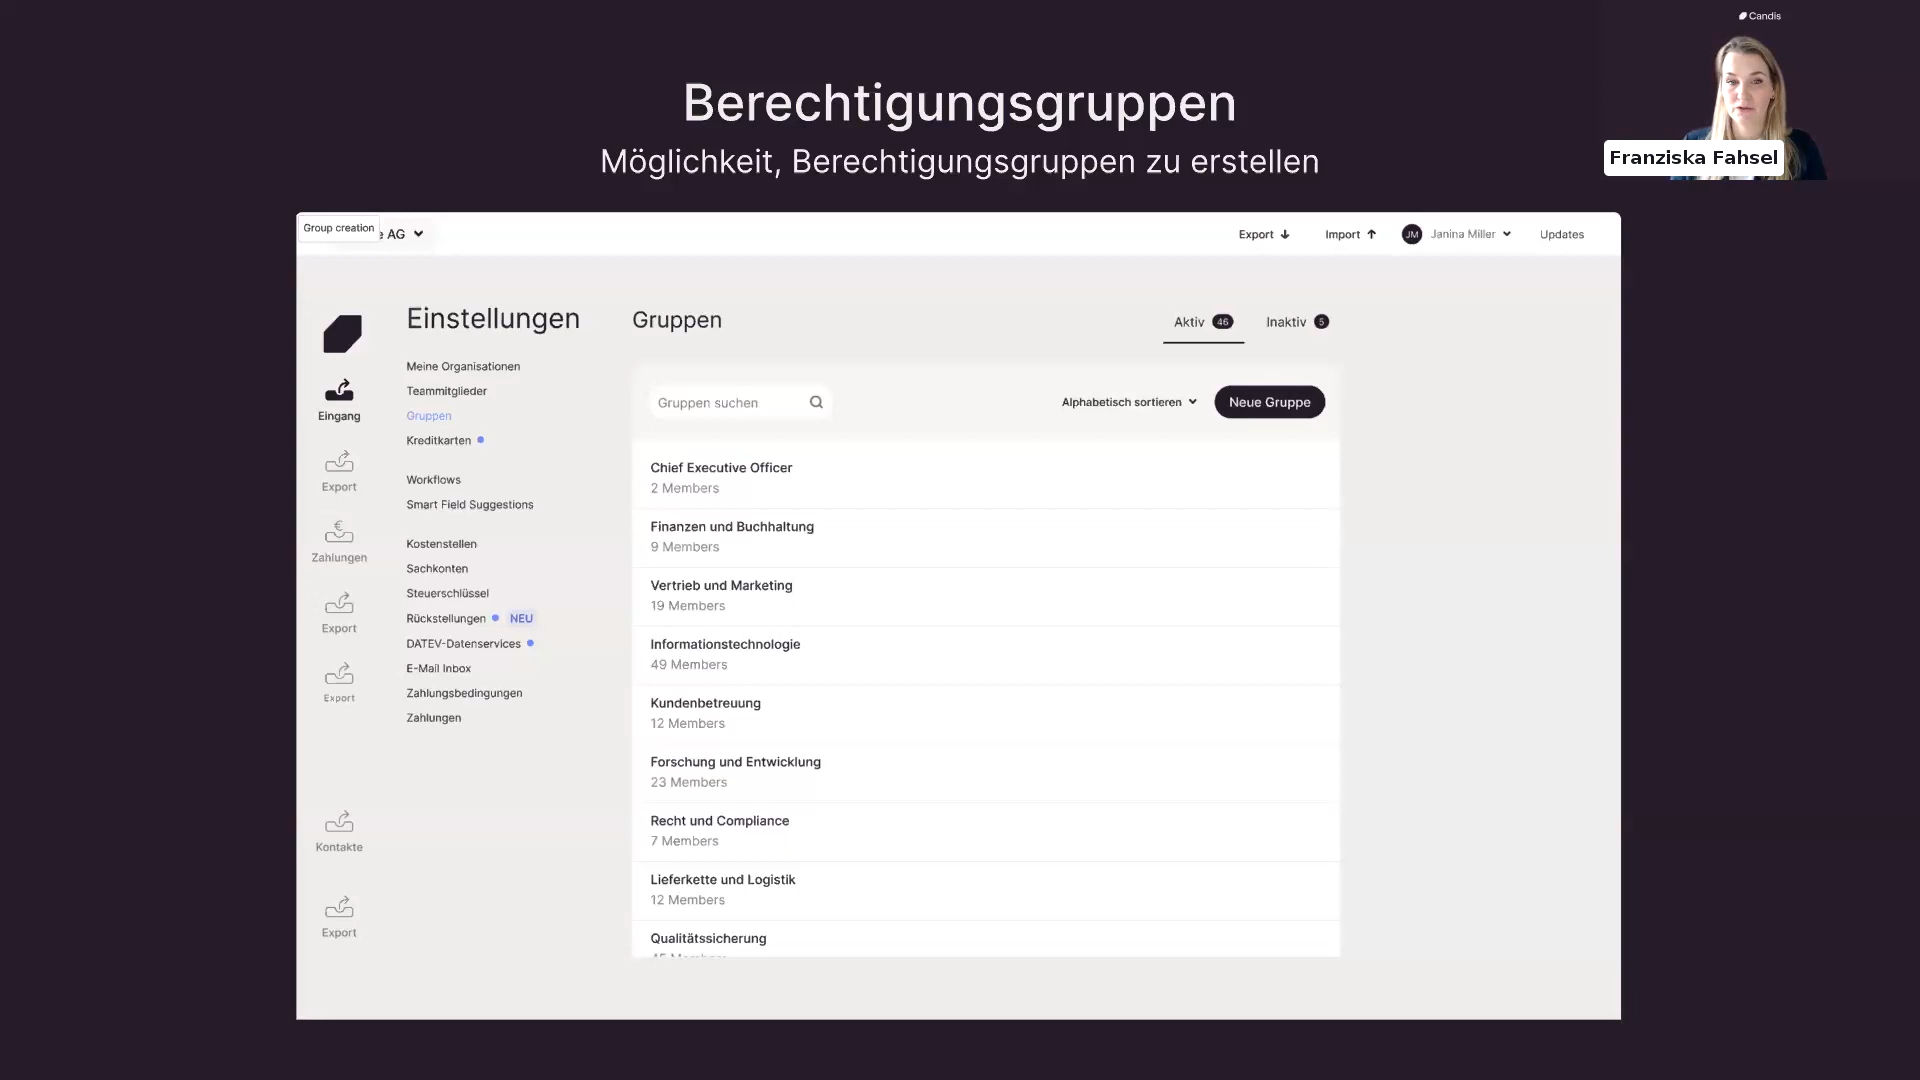 Candis
Berechtigungsgruppen
Möglichkeit, Berechtigungsgruppen zu erstellen
Franziska Fahsel
Group creation
e AG
Export
Import
JM
Janina Miller
Updates
Eingang
Export
Zahlungen
Export
Export
Kontakte
Export
Einstellungen
Meine Organisationen
Teammitglieder
Gruppen
Kreditkarten
Workflows
Smart Field Suggestions
Kostenstellen
Sachkonten
Steuerschlüssel
Rückstellungen NEU
DATEV-Datenservices
E-Mail Inbox
Zahlungsbedingungen
Zahlungen
Gruppen
Aktiv 46
Inaktiv 5
Gruppen suchen
Alphabetisch sortieren
Neue Gruppe
Chief Executive Officer
2 Members
Finanzen und Buchhaltung
9 Members
Vertrieb und Marketing
19 Members
Informationstechnologie
49 Members
Kundenbetreuung
12 Members
Forschung und Entwicklung
23 Members
Recht und Compliance
7 Members
Lieferkette und Logistik
12 Members
Qualitätssicherung